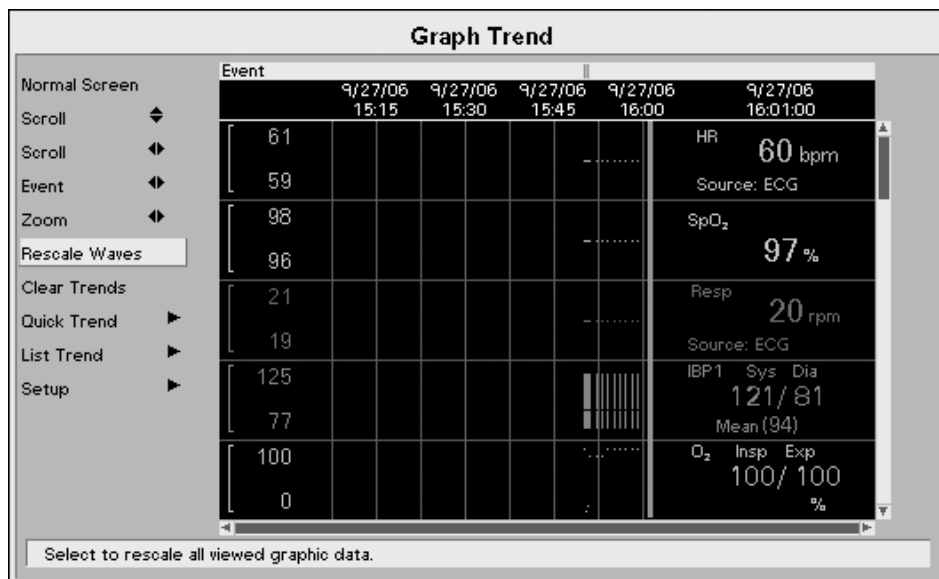 Graph Trend
Normal Screen
Scroll
Scroll
Event
Zoom
Rescale Waves
Clear Trends
Quick Trend
List Trend
Setup
Event
9/27/06 9/27/06 9/27/06 9/27/06 9/27/06
15:15 15:30 15:45 16:00 16:01:00
61
59
HR
60 bpm
Source: ECG
98
96
SpO₂
97 %
21
19
Resp
20 rpm
Source: ECG
125
77
IBP1 Sys Dia
121/ 81
Mean (94)
100
0
O₂ Insp Exp
100/ 100
%
Select to rescale all viewed graphic data.